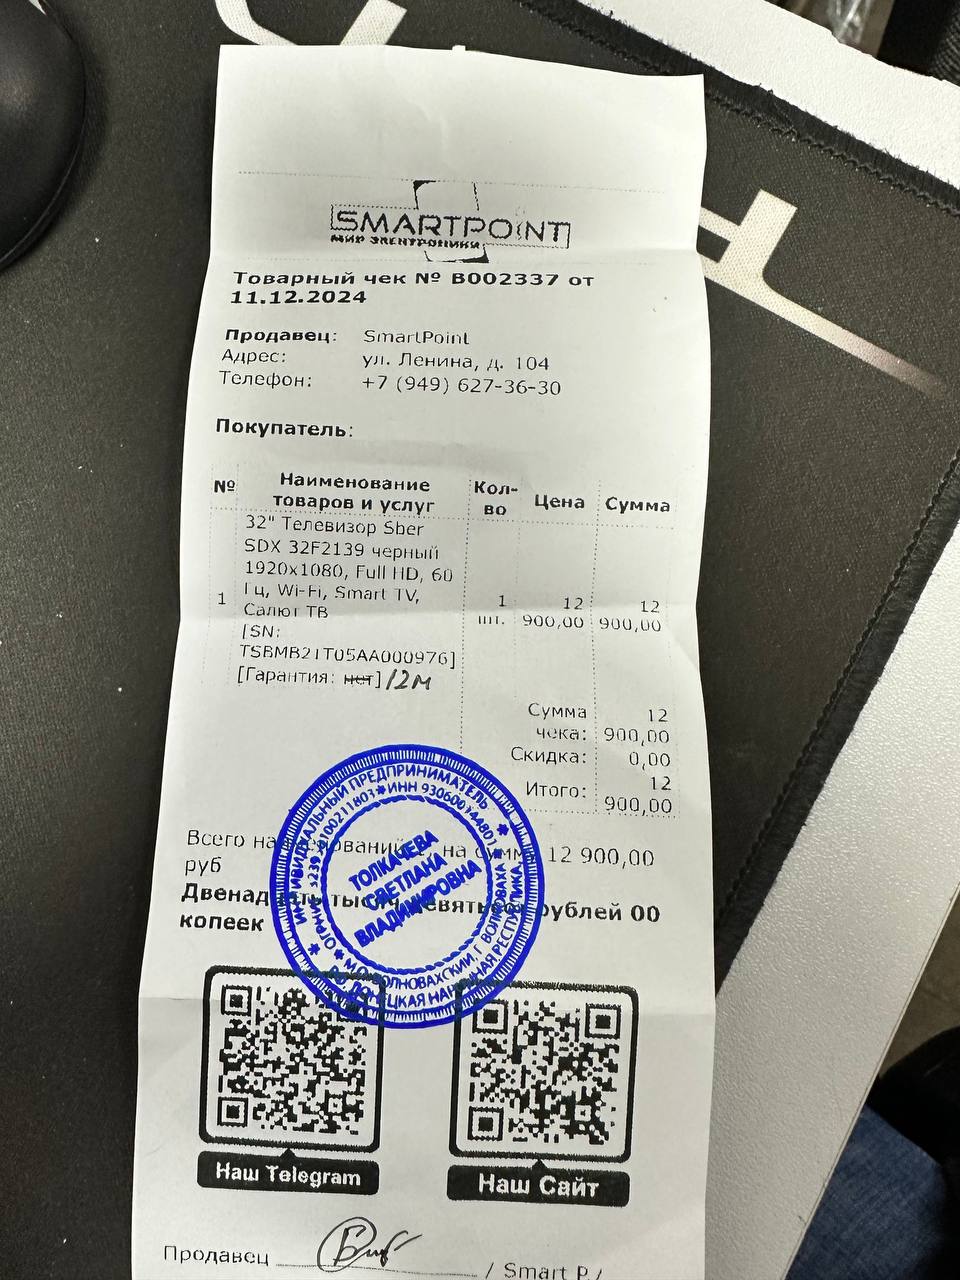 SMARTPOINT
МИР ЭЛЕКТРОНИКИ
Товарный чек № B002337 от
11.12.2024
Продавец: SmartPoint
Адрес: ул. Ленина, д. 104
Телефон: +7 (949) 627-36-30
Покупатель:
№ Наименование товаров и услуг Кол-во Цена Сумма
32" Телевизор Sber
SDX 32F2139 черный
1920x1080, Full HD, 60
Гц, Wi-Fi, Smart TV,
1 Салют ТВ 1 шт. 12 900,00 12 900,00
[SN:
TSBMB21T05AA000976]
[Гарантия: нет] 12м
Сумма чека: 12 900,00
Скидка: 0,00
Итого: 12 900,00
Всего на сумму 12 900,00
руб
Двенадцать тысяч девятьсот рублей 00
копеек
ИНДИВИДУАЛЬНЫЙ ПРЕДПРИНИМАТЕЛЬ
ИНН 930600144801
М.О. ВОЛНОВАХСКИЙ, Г. ВОЛНОВАХА
ДОНЕЦКАЯ НАРОДНАЯ РЕСПУБЛИКА
ТОЛКАЧЕВА
СВЕТЛАНА
ВЛАДИМИРОВНА
Наш Telegram
Наш Сайт
Продавец / Smart P. /